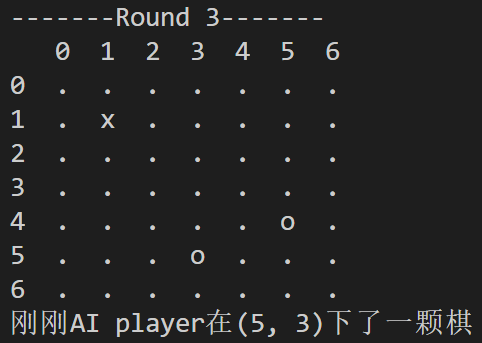 -------Round 3-------
   0  1  2  3  4  5  6
0  .  .  .  .  .  .  .
1  .  x  .  .  .  .  .
2  .  .  .  .  .  .  .
3  .  .  .  .  .  .  .
4  .  .  .  .  .  o  .
5  .  .  .  o  .  .  .
6  .  .  .  .  .  .  .
刚刚AI player在(5, 3)下了一颗棋